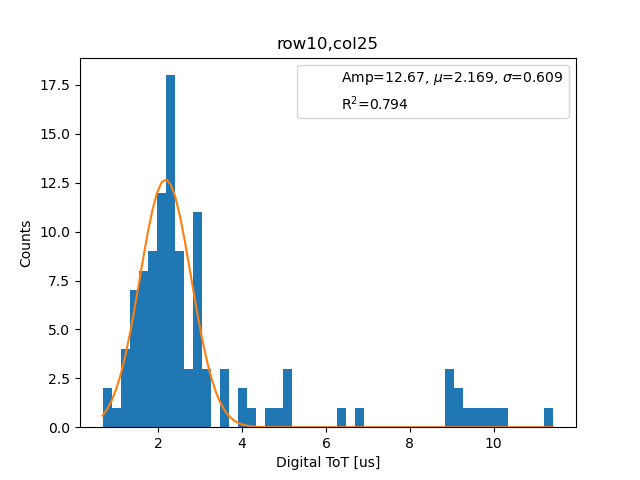 row10,col25
Amp=12.67, μ=2.169, σ=0.609
R²=0.794
17.5
15.0
12.5
10.0
7.5
5.0
2.5
0.0
Counts
2 4 6 8 10
Digital ToT [us]